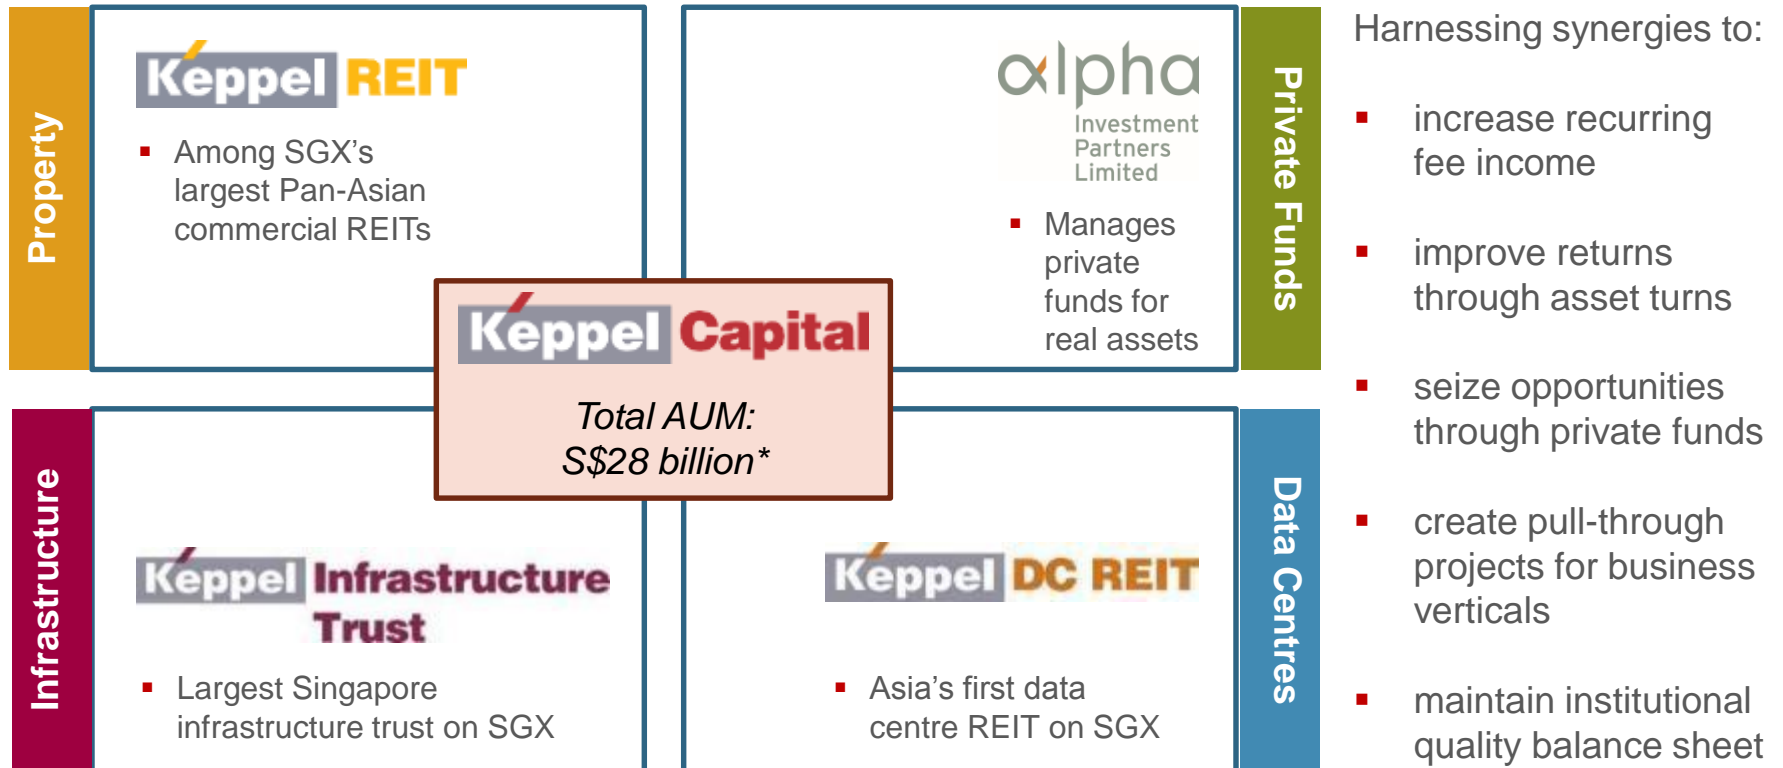 Property
Keppel REIT
▪ Among SGX's
largest Pan-Asian
commercial REITs
alpha
Investment
Partners
Limited
▪ Manages
private
funds for
real assets
Private Funds
Keppel Capital
Total AUM:
S$28 billion*
Infrastructure
Keppel Infrastructure
Trust
▪ Largest Singapore
infrastructure trust on SGX
Keppel DC REIT
▪ Asia's first data
centre REIT on SGX
Data Centres
Harnessing synergies to:
▪ increase recurring
fee income
▪ improve returns
through asset turns
▪ seize opportunities
through private funds
▪ create pull-through
projects for business
verticals
▪ maintain institutional
quality balance sheet